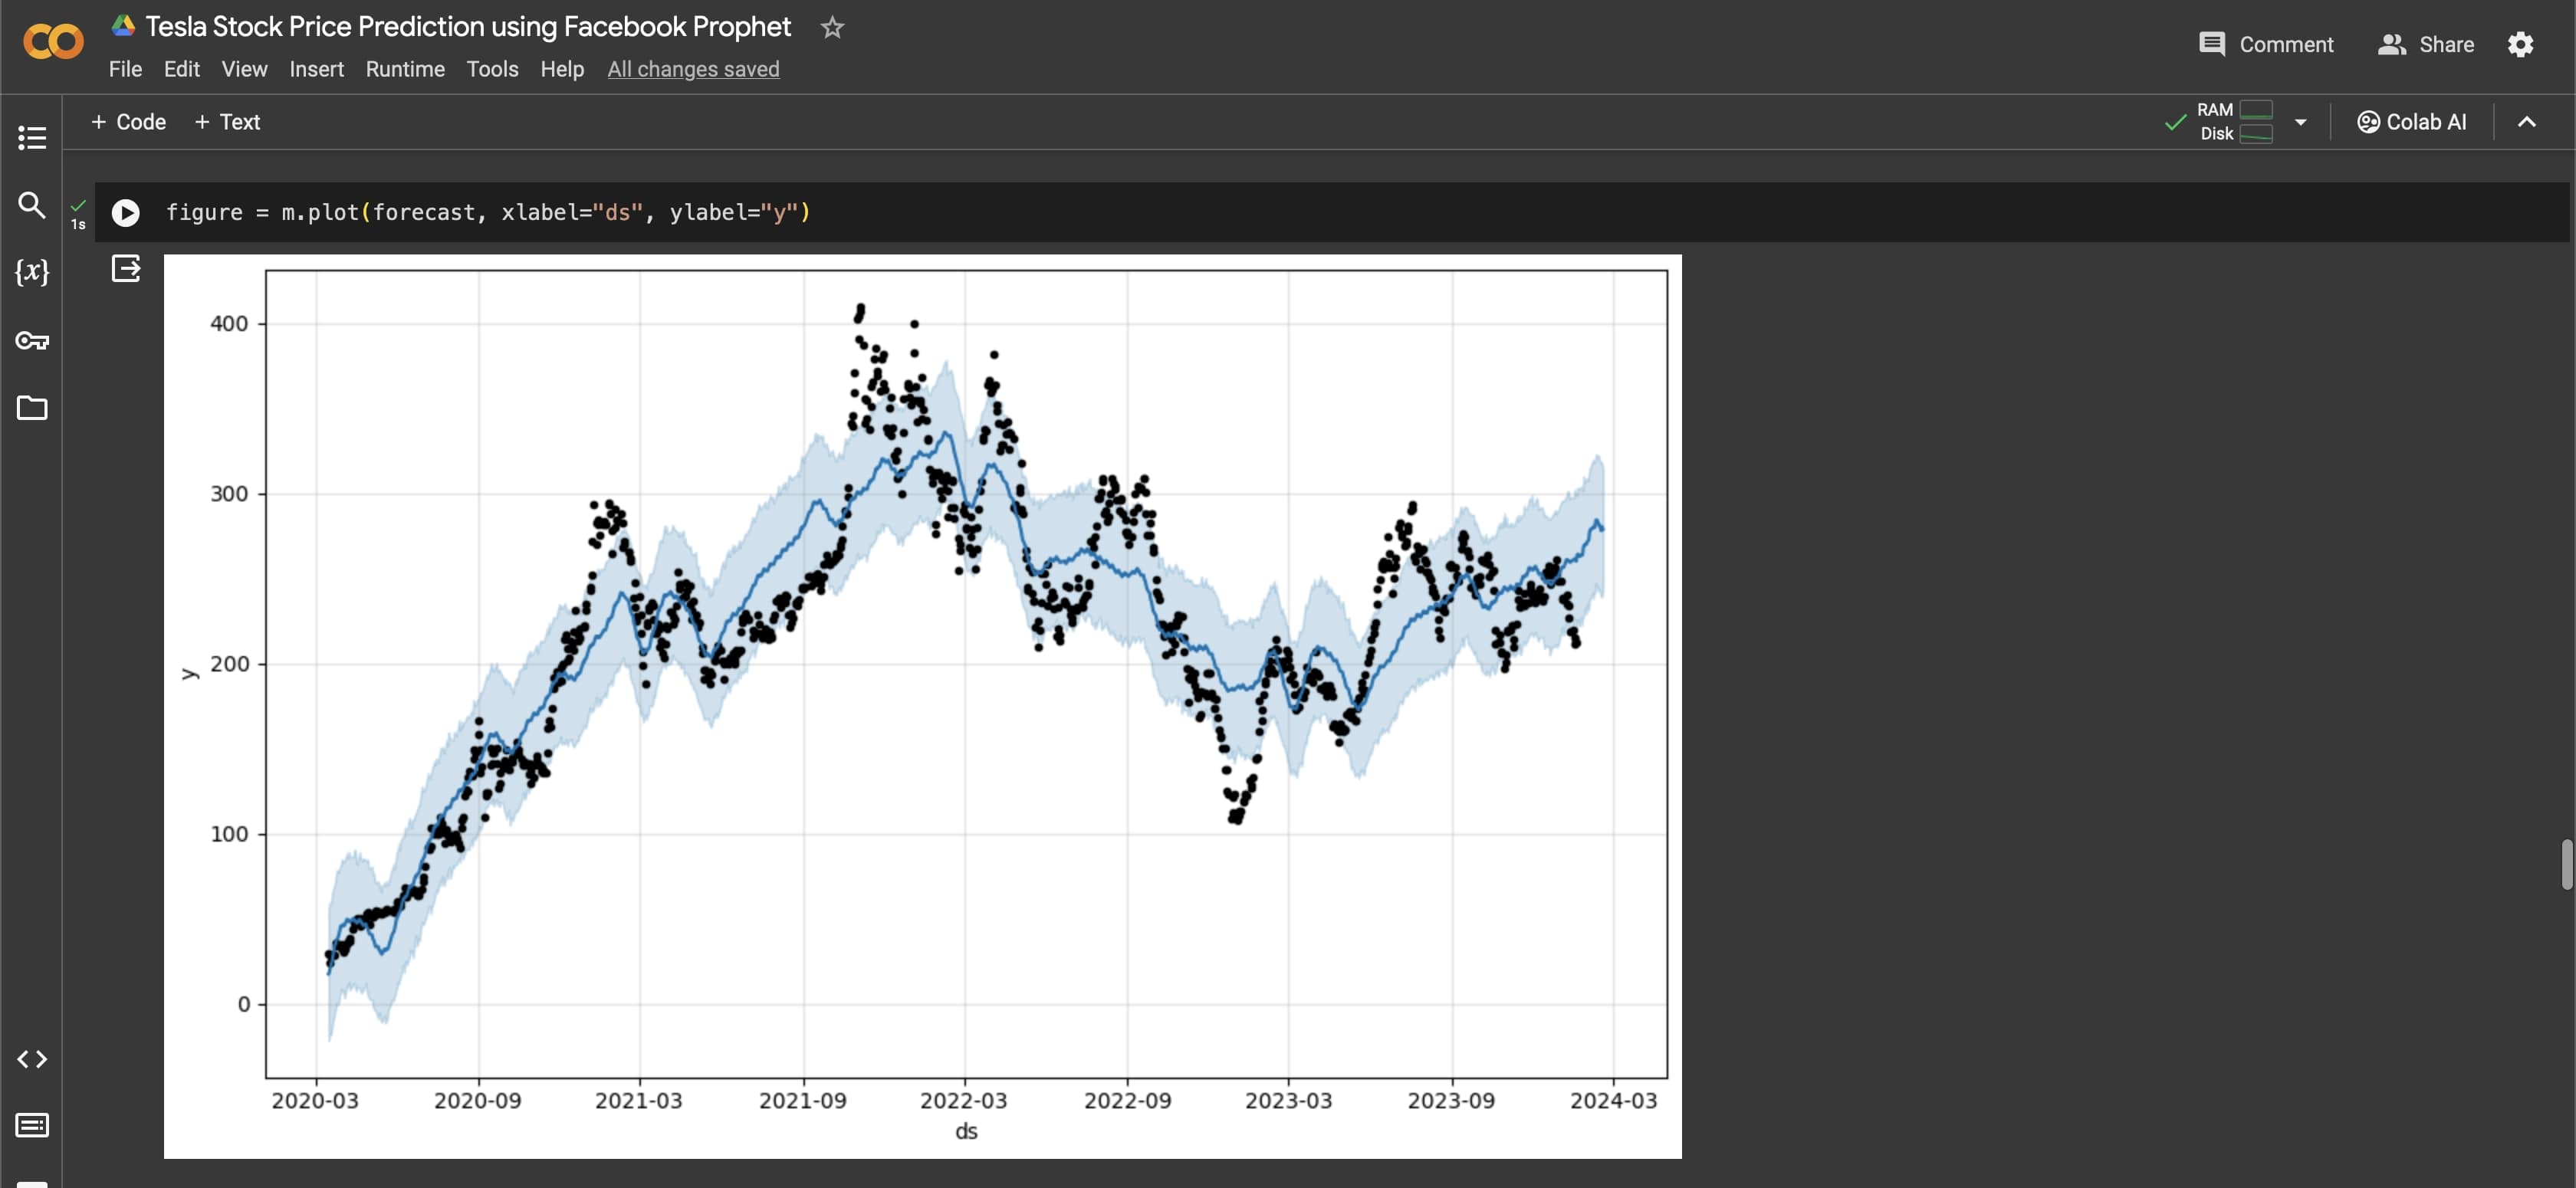 Tesla Stock Price Prediction using Facebook Prophet
File Edit View Insert Runtime Tools Help All changes saved
Comment Share
+ Code + Text
RAM
Disk
Colab AI
{x}
1s
figure = m.plot(forecast, xlabel="ds", ylabel="y")
400
300
200
100
0
y
2020-03 2020-09 2021-03 2021-09 2022-03 2022-09 2023-03 2023-09 2024-03
ds